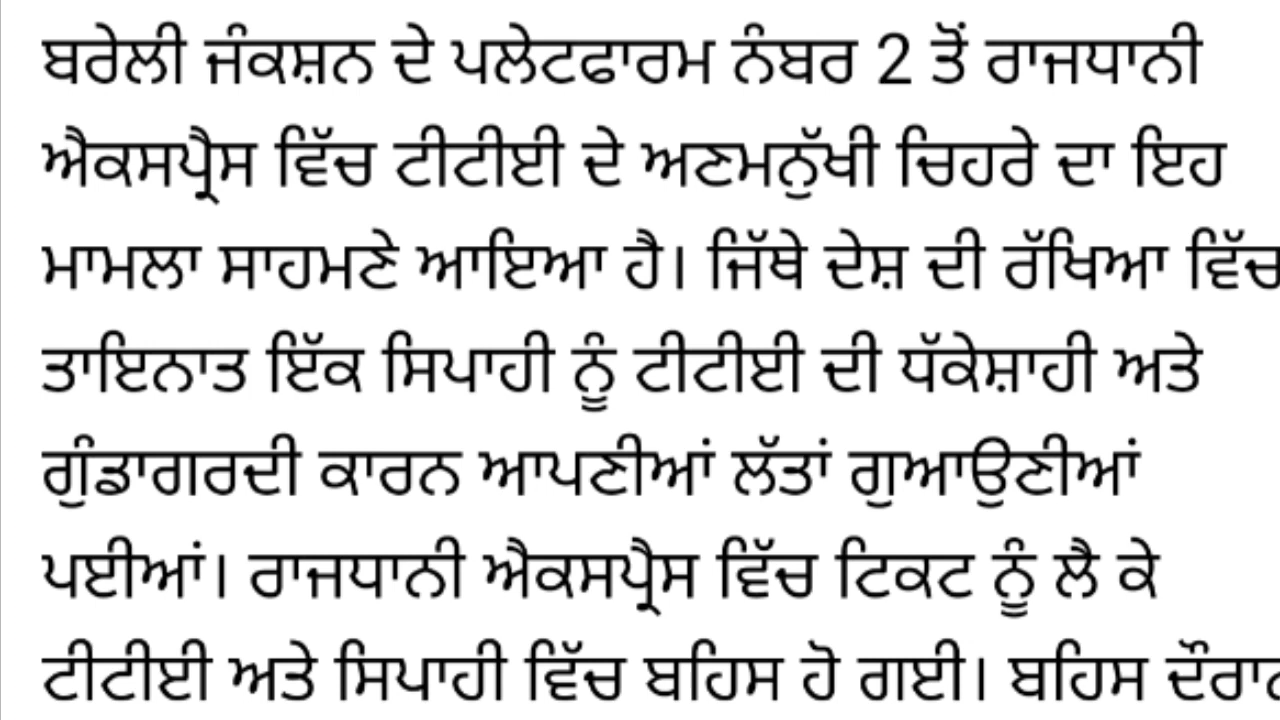 ਬਰੇਲੀ ਜੰਕਸ਼ਨ ਦੇ ਪਲੇਟਫਾਰਮ ਨੰਬਰ 2 ਤੋਂ ਰਾਜਧਾਨੀ
ਐਕਸਪ੍ਰੈਸ ਵਿੱਚ ਟੀਟੀਈ ਦੇ ਅਣਮਨੁੱਖੀ ਚਿਹਰੇ ਦਾ ਇਹ
ਮਾਮਲਾ ਸਾਹਮਣੇ ਆਇਆ ਹੈ। ਜਿੱਥੇ ਦੇਸ਼ ਦੀ ਰੱਖਿਆ ਵਿੱਚ
ਤਾਇਨਾਤ ਇੱਕ ਸਿਪਾਹੀ ਨੂੰ ਟੀਟੀਈ ਦੀ ਧੱਕੇਸ਼ਾਹੀ ਅਤੇ
ਗੁੰਡਾਗਰਦੀ ਕਾਰਨ ਆਪਣੀਆਂ ਲੱਤਾਂ ਗੁਆਉਣੀਆਂ
ਪਈਆਂ। ਰਾਜਧਾਨੀ ਐਕਸਪ੍ਰੈਸ ਵਿੱਚ ਟਿਕਟ ਨੂੰ ਲੈ ਕੇ
ਟੀਟੀਈ ਅਤੇ ਸਿਪਾਹੀ ਵਿੱਚ ਬਹਿਸ ਹੋ ਗਈ। ਬਹਿਸ